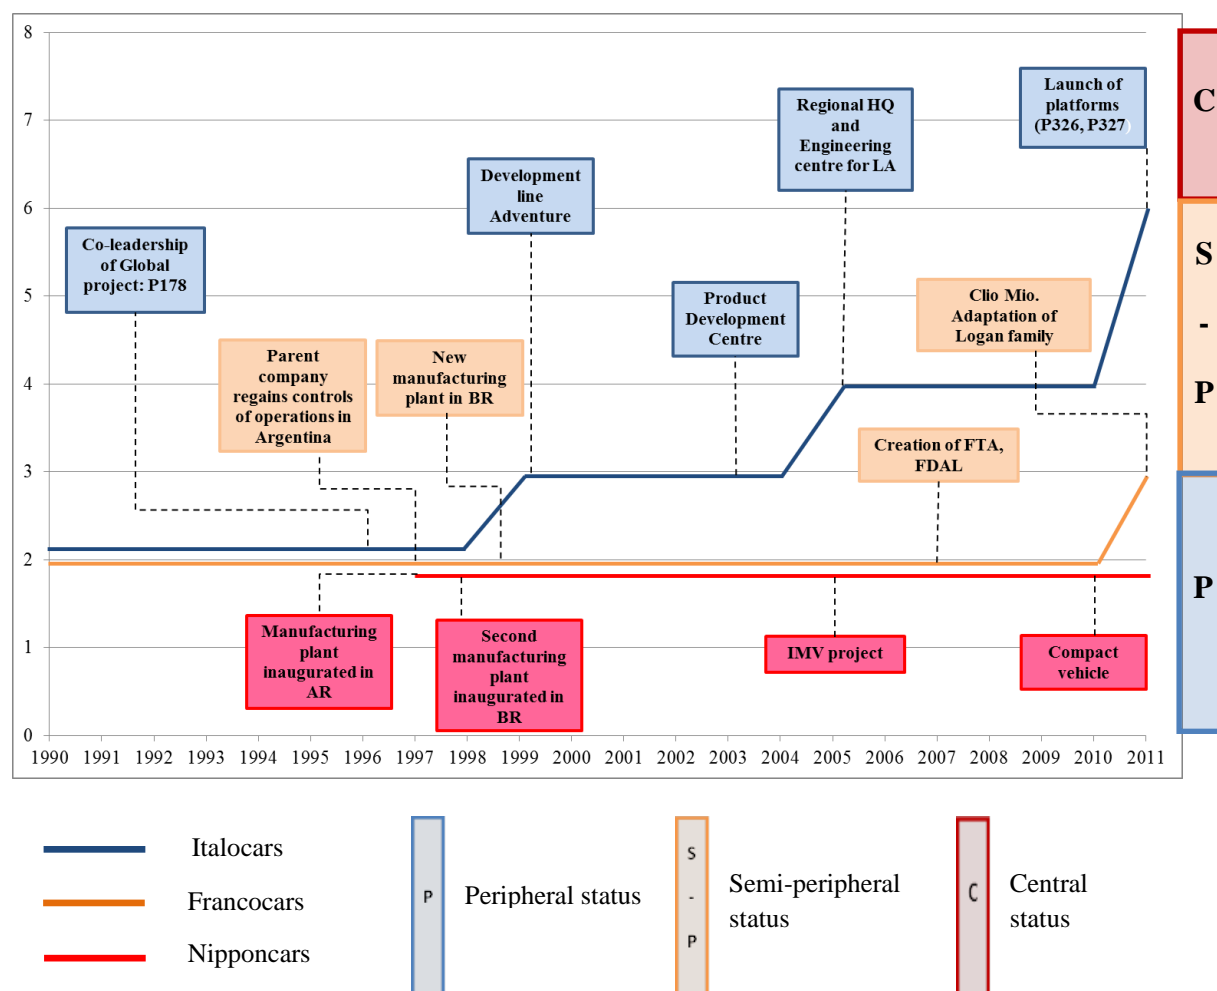 8
7
6
5
4
3
2
1
0
1990 1991 1992 1993 1994 1995 1996 1997 1998 1999 2000 2001 2002 2003 2004 2005 2006 2007 2008 2009 2010 2011
Co-leadership
of Global
project: P178
Parent
company
regains controls
of operations in
Argentina
New
manufacturing
plant in BR
Development
line
Adventure
Product
Development
Centre
Regional HQ
and
Engineering
centre for LA
Launch of
platforms
(P326, P327)
Clio Mio.
Adaptation of
Logan family
Creation of FTA,
FDAL
Manufacturing
plant
inaugurated in
AR
Second
manufacturing
plant
inaugurated in
BR
IMV project
Compact
vehicle
C
S
-
P
P
Italocars
Francocars
Nipponcars
P
Peripheral status
S
-
P
Semi-peripheral
status
C
Central
status